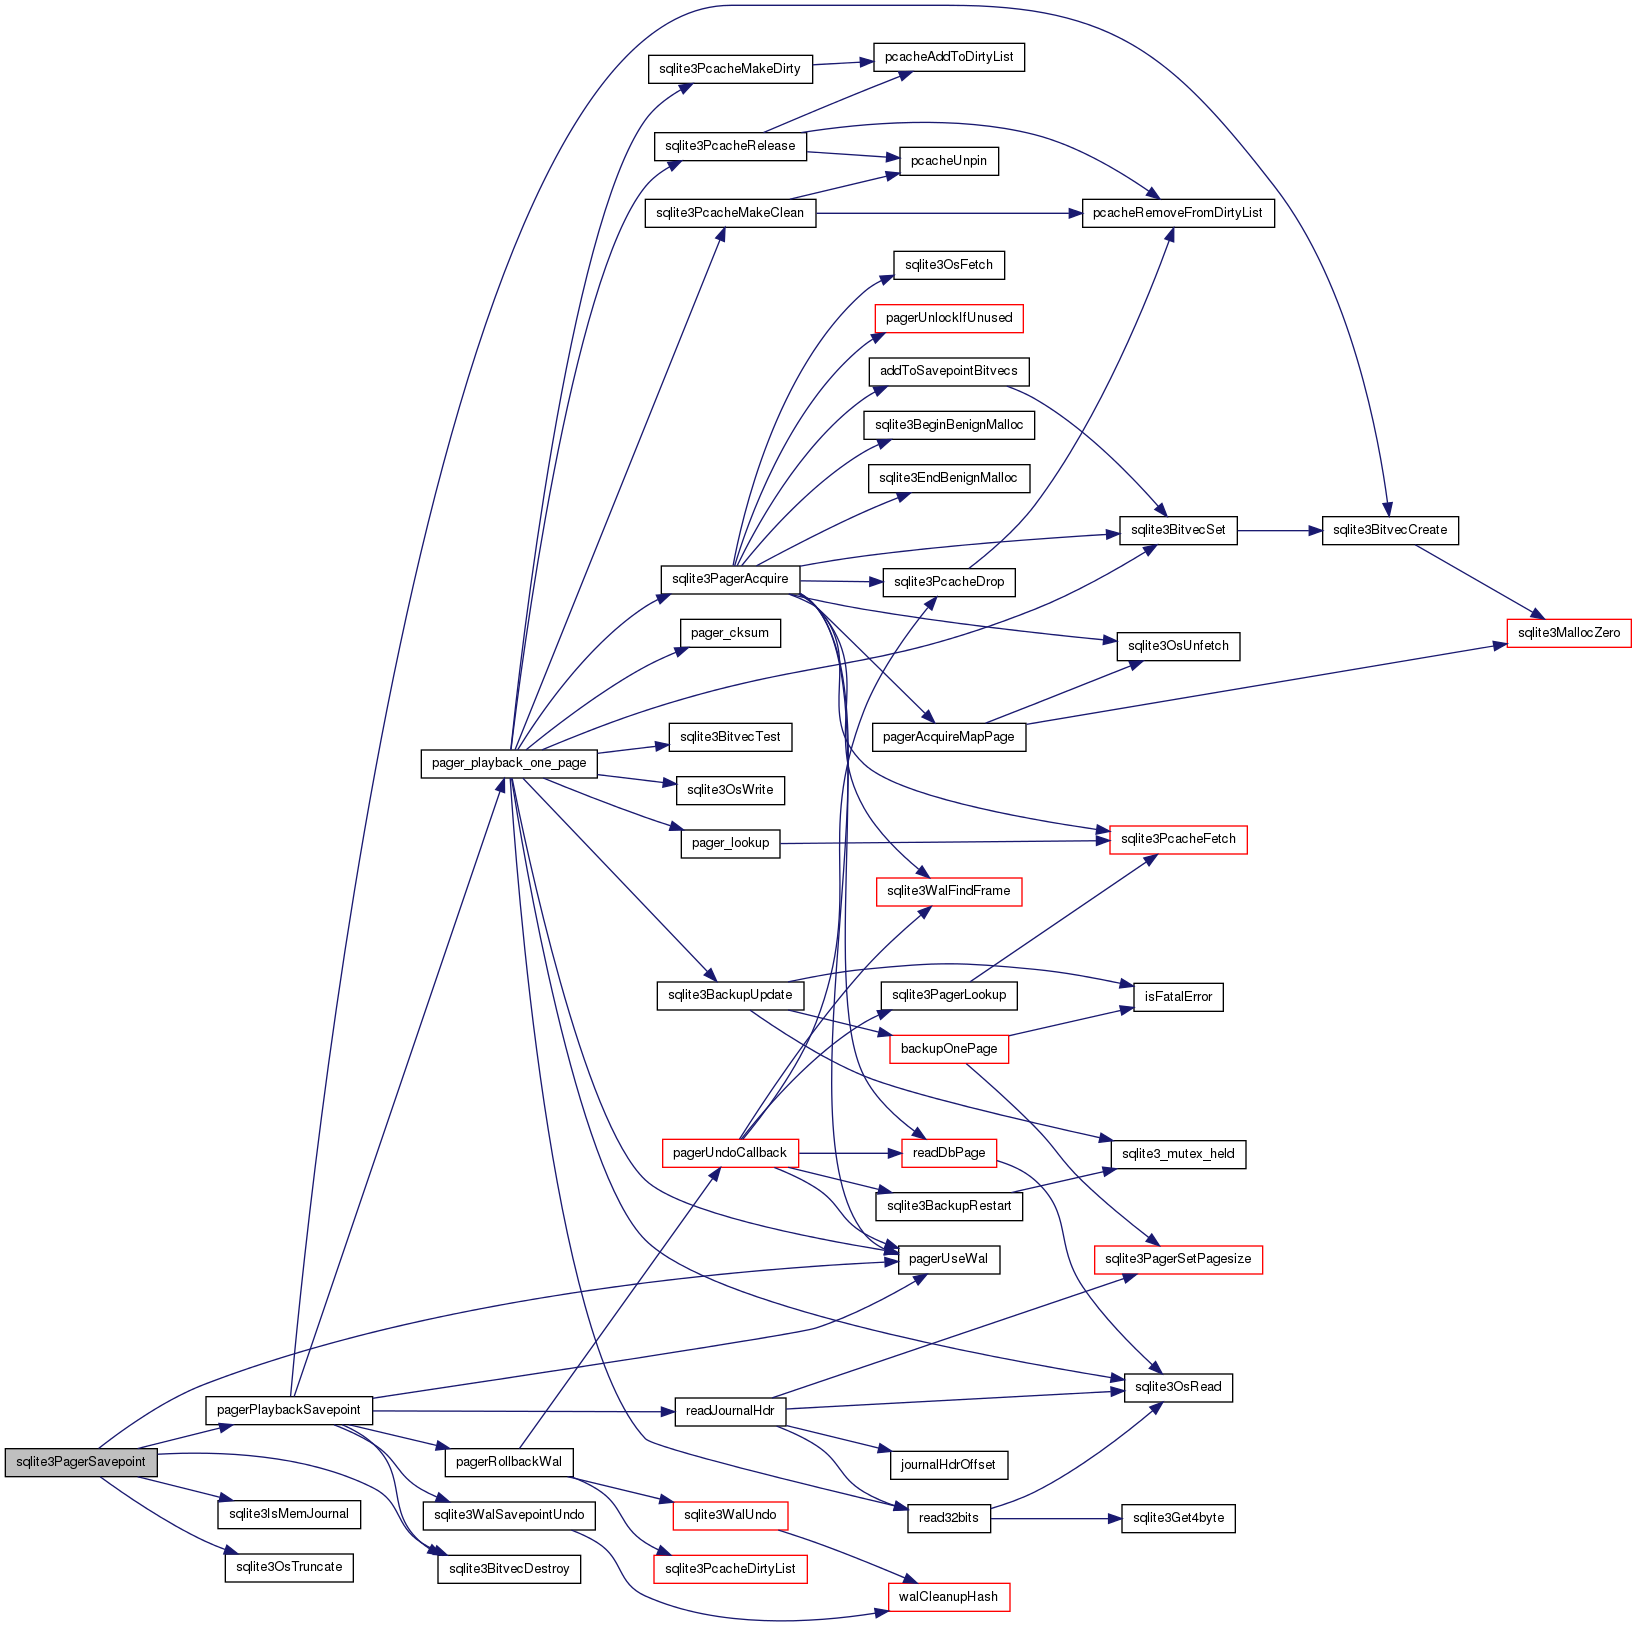 sqlite3PcacheMakeDirty
pcacheAddToDirtyList
sqlite3PcacheRelease
pcacheUnpin
sqlite3PcacheMakeClean
pcacheRemoveFromDirtyList
sqlite3OsFetch
pagerUnlockIfUnused
addToSavepointBitvecs
sqlite3BeginBenignMalloc
sqlite3EndBenignMalloc
sqlite3BitvecSet
sqlite3BitvecCreate
sqlite3PagerAcquire
sqlite3PcacheDrop
pager_cksum
sqlite3OsUnfetch
sqlite3MallocZero
sqlite3BitvecTest
pagerAcquireMapPage
pager_playback_one_page
sqlite3OsWrite
pager_lookup
sqlite3PcacheFetch
sqlite3WalFindFrame
sqlite3BackupUpdate
sqlite3PagerLookup
isFatalError
backupOnePage
pagerUndoCallback
readDbPage
sqlite3_mutex_held
sqlite3BackupRestart
pagerUseWal
sqlite3PagerSetPagesize
sqlite3OsRead
pagerPlaybackSavepoint
readJournalHdr
sqlite3PagerSavepoint
pagerRollbackWal
journalHdrOffset
sqlite3IsMemJournal
sqlite3WalSavepointUndo
sqlite3WalUndo
read32bits
sqlite3Get4byte
sqlite3OsTruncate
sqlite3BitvecDestroy
sqlite3PcacheDirtyList
walCleanupHash